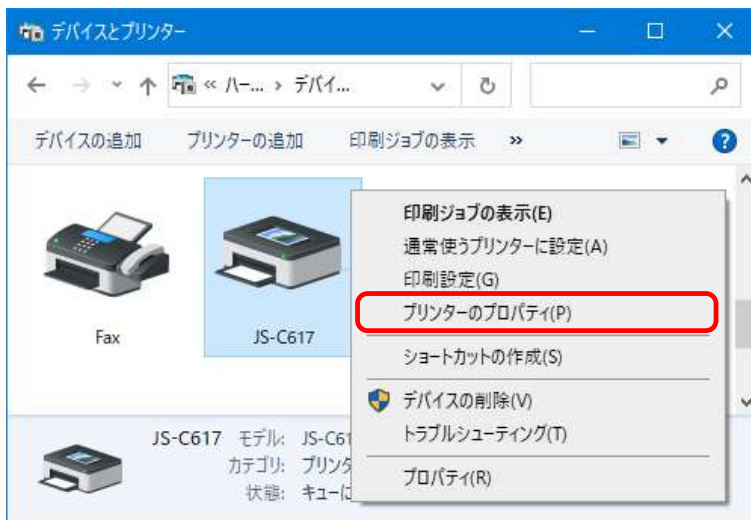 デバイスとプリンター
« ハー... › デバイ...
デバイスの追加 プリンターの追加 印刷ジョブの表示 »
印刷ジョブの表示(E)
通常使うプリンターに設定(A)
印刷設定(G)
プリンターのプロパティ(P)
ショートカットの作成(S)
デバイスの削除(V)
トラブルシューティング(T)
プロパティ(R)
Fax
JS-C617
JS-C617 モデル: JS-C61
カテゴリ: プリンタ
状態: キューに